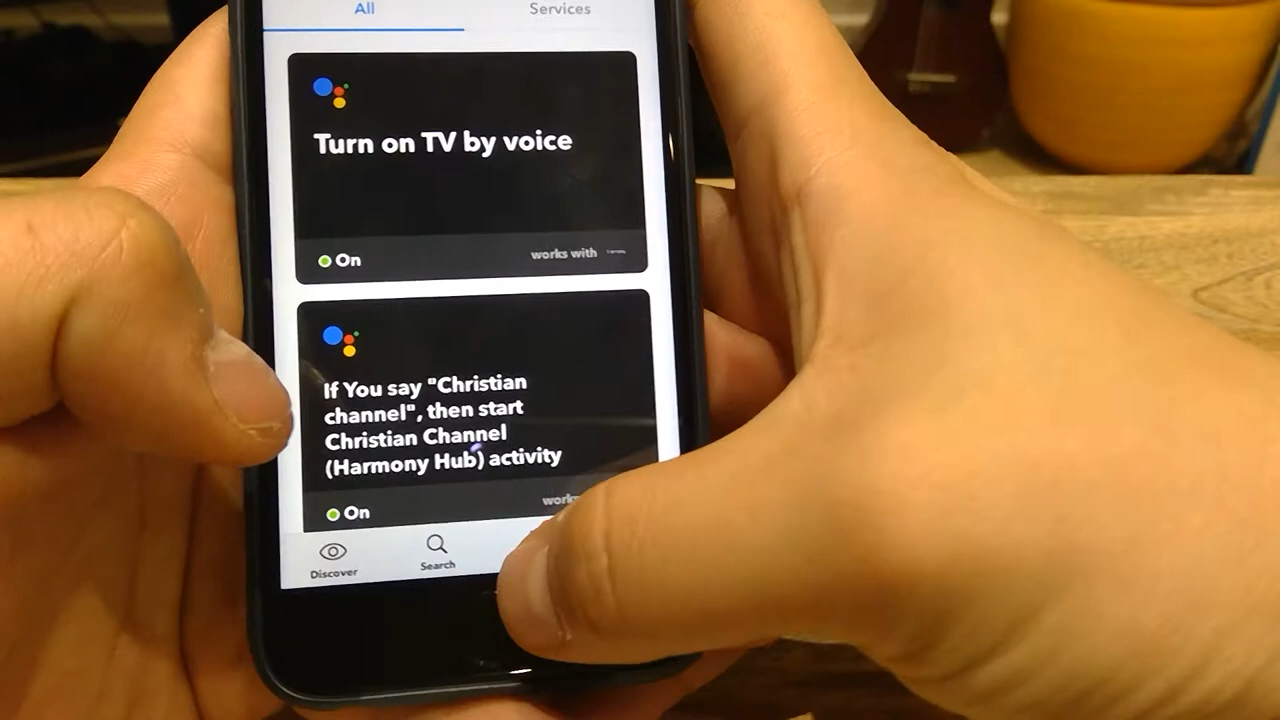 All
Services
Turn on TV by voice
On
works with
If You say "Christian
channel", then start
Christian Channel
(Harmony Hub) activity
On
Discover
Search